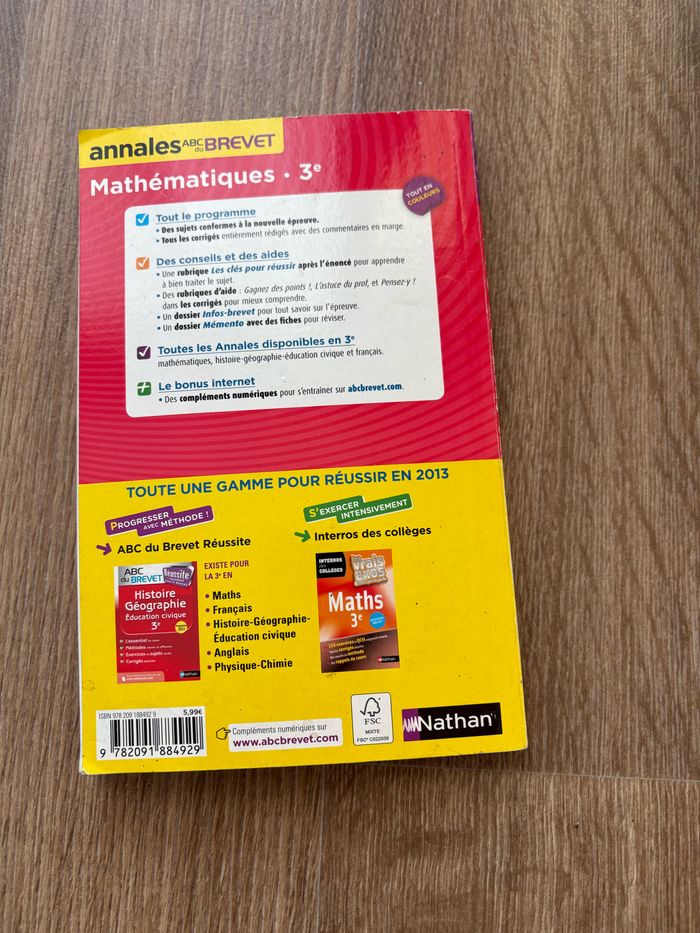 annales ABC du BREVET
Mathématiques • 3e
TOUT EN
COULEURS
Tout le programme
• Des sujets conformes à la nouvelle épreuve.
• Tous les corrigés entièrement rédigés avec des commentaires en marge.
Des conseils et des aides
• Une rubrique Les clés pour réussir après l'énoncé pour apprendre
à bien traiter le sujet.
• Des rubriques d'aide : Gagnez des points !, L'astuce du prof, et Pensez-y !
dans les corrigés pour mieux comprendre.
• Un dossier Infos-brevet pour tout savoir sur l'épreuve.
• Un dossier Mémento avec des fiches pour réviser.
Toutes les Annales disponibles en 3e
mathématiques, histoire-géographie-éducation civique et français.
Le bonus internet
• Des compléments numériques pour s'entraîner sur abcbrevet.com.
TOUTE UNE GAMME POUR RÉUSSIR EN 2013
PROGRESSER
AVEC MÉTHODE !
ABC du Brevet Réussite
ABC
du BREVET
Réussite
Histoire
Géographie
Éducation civique
3e
EXISTE POUR
LA 3e EN
• Maths
• Français
• Histoire-Géographie-
Éducation civique
• Anglais
• Physique-Chimie
S'EXERCER
INTENSIVEMENT
Interros des collèges
INTERROS
DES
COLLÈGES
Vrais
exos
Maths
3e
Nathan
ISBN 978 209 188492 9
5,99€
9 782091 884929
Compléments numériques sur
www.abcbrevet.com
FSC
MIXTE
FSC® C022030
Nathan